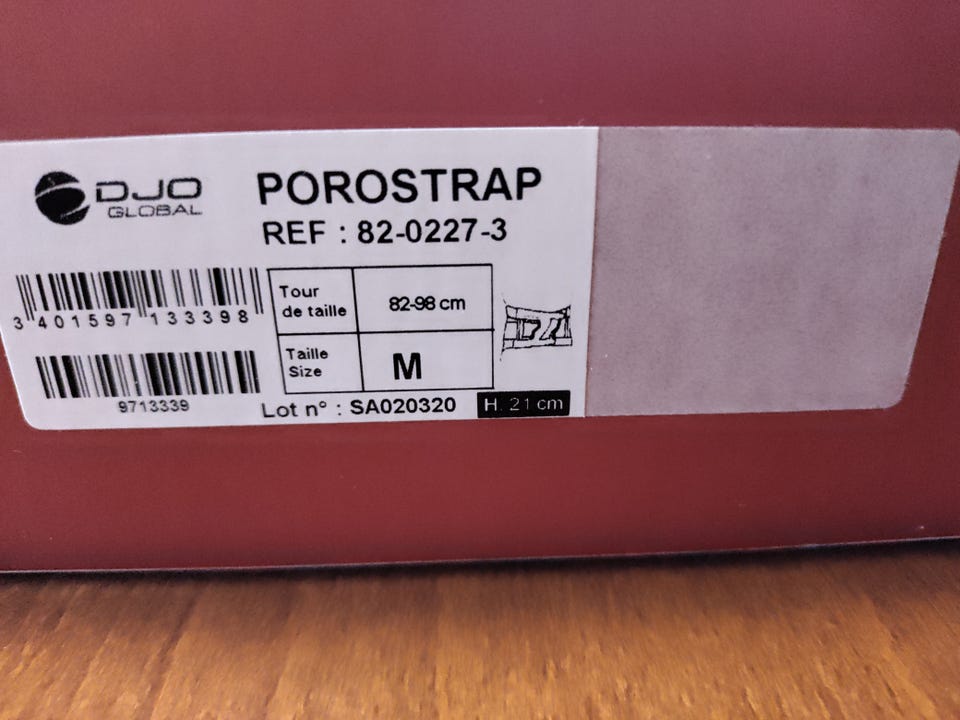 DJO
GLOBAL
POROSTRAP
REF : 82-0227-3
3 401597 133398
9713339
Tour
de taille
82-98 cm
Taille
Size
M
Lot n° : SA020320
H. 21 cm